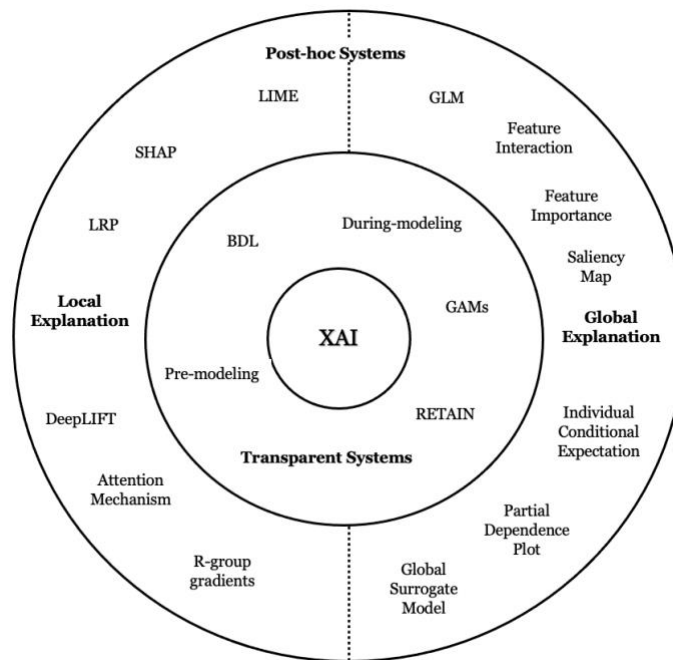 Post-hoc Systems
LIME
GLM
Feature
Interaction
SHAP
Feature
Importance
LRP
BDL
During-modeling
Saliency
Map
Local
Explanation
GAMs
Global
Explanation
XAI
Pre-modeling
DeepLIFT
RETAIN
Individual
Conditional
Expectation
Transparent Systems
Attention
Mechanism
Partial
Dependence
Plot
R-group
gradients
Global
Surrogate
Model